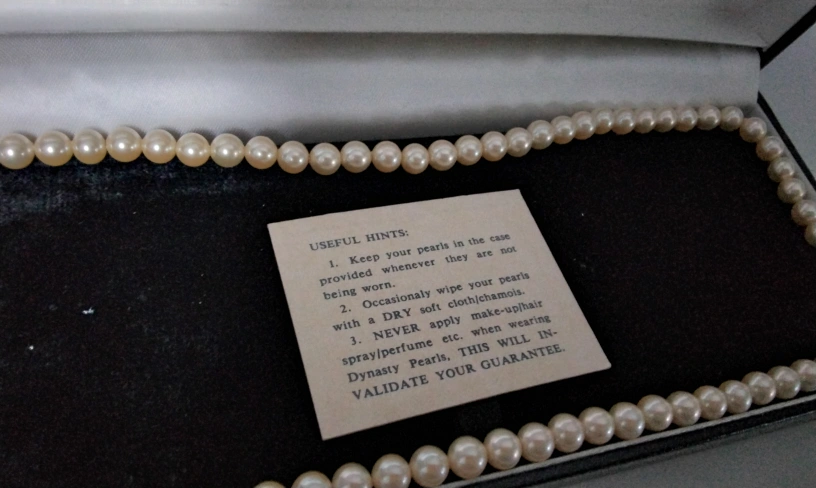 USEFUL HINTS:
1. Keep your pearls in the case
provided whenever they are not
being worn.
2. Occasionaly wipe your pearls
with a DRY soft cloth/chamois.
3. NEVER apply make-up/hair
spray/perfume etc. when wearing
Dynasty Pearls, THIS WILL IN-
VALIDATE YOUR GUARANTEE.